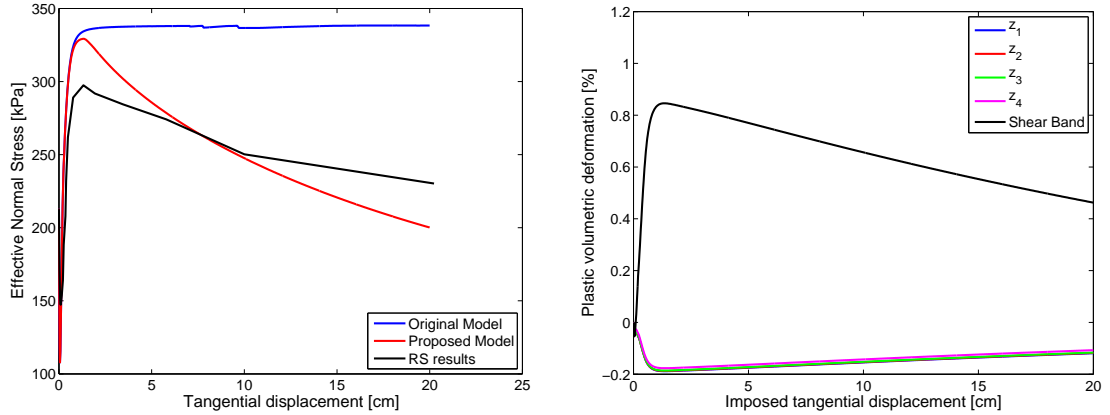 Effective Normal Stress [kPa]
350
300
250
200
150
100
0
5
10
15
20
25
Tangential displacement [cm]
Original Model
Proposed Model
RS results
Plastic volumetric deformation [%]
1.2
1
0.8
0.6
0.4
0.2
0
−0.2
0
5
10
15
20
Imposed tangential displacement [cm]
z1
z2
z3
z4
Shear Band